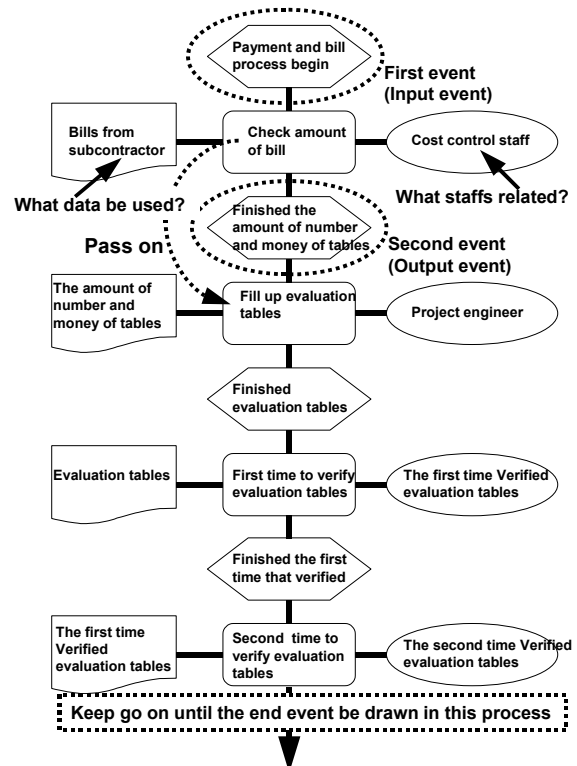 Payment and bill
process begin
First event
(Input event)
Bills from
subcontractor
Check amount
of bill
Cost control staff
What data be used?
What staffs related?
Finished the
amount of number
and money of tables
Pass on
Second event
(Output event)
The amount of
number and
money of tables
Fill up evaluation
tables
Project engineer
Finished
evaluation tables
Evaluation tables
First time to verify
evaluation tables
The first time Verified
evaluation tables
Finished the first
time that verified
The first time
Verified
evaluation tables
Second time to
verify evaluation
tables
The second time Verified
evaluation tables
Keep go on until the end event be drawn in this process